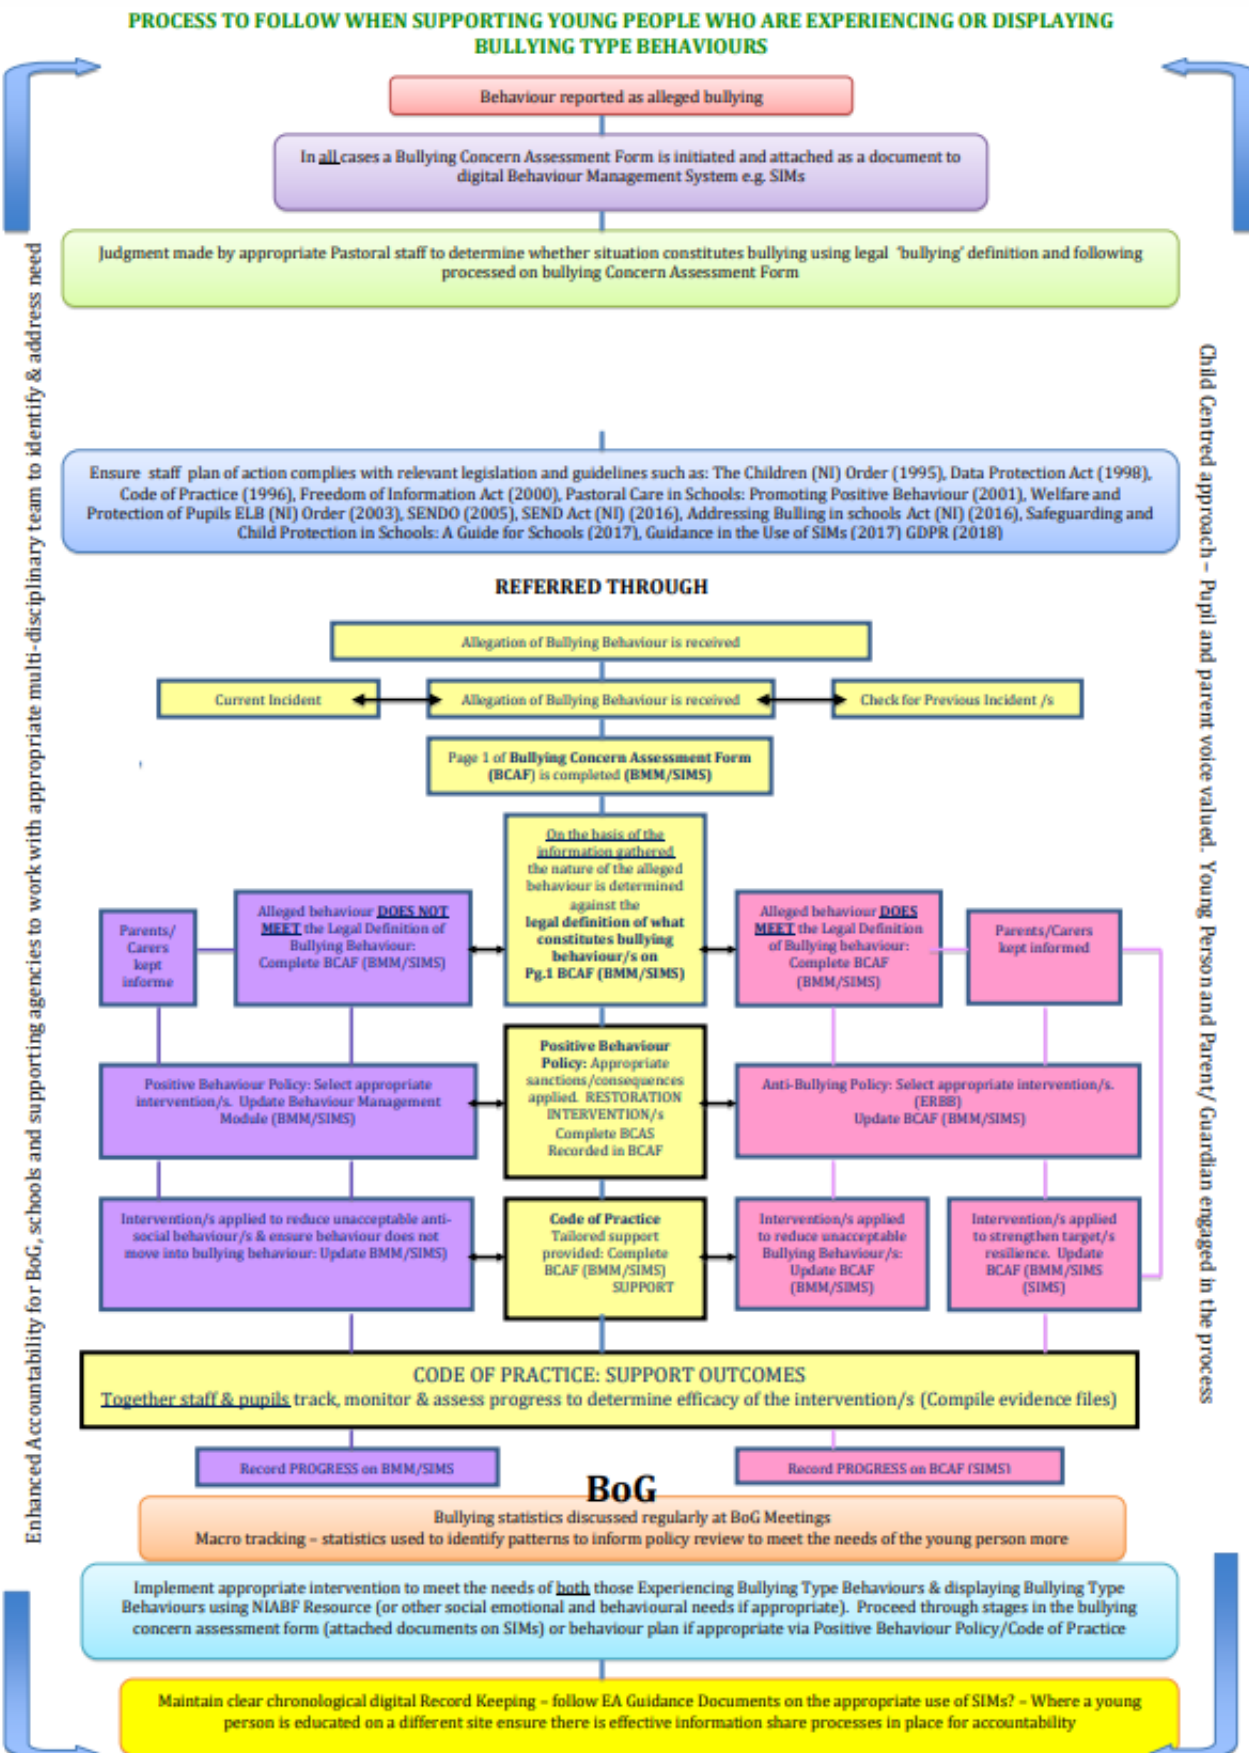 PROCESS TO FOLLOW WHEN SUPPORTING YOUNG PEOPLE WHO ARE EXPERIENCING OR DISPLAYING
BULLYING TYPE BEHAVIOURS
Behaviour reported as alleged bullying
In all cases a Bullying Concern Assessment Form is initiated and attached as a document to
digital Behaviour Management System e.g. SIMs
Judgment made by appropriate Pastoral staff to determine whether situation constitutes bullying using legal 'bullying' definition and following
processed on bullying Concern Assessment Form
Enhanced Accountability for BoG, schools and supporting agencies to work with appropriate multi-disciplinary team to identify & address need
Child Centred approach – Pupil and parent voice valued. Young Person and Parent/ Guardian engaged in the process
Ensure staff plan of action complies with relevant legislation and guidelines such as: The Children (NI) Order (1995), Data Protection Act (1998),
Code of Practice (1996), Freedom of Information Act (2000), Pastoral Care in Schools: Promoting Positive Behaviour (2001), Welfare and
Protection of Pupils ELB (NI) Order (2003), SENDO (2005), SEND Act (NI) (2016), Addressing Bulling in schools Act (NI) (2016), Safeguarding and
Child Protection in Schools: A Guide for Schools (2017), Guidance in the Use of SIMs (2017) GDPR (2018)
REFERRED THROUGH
Allegation of Bullying Behaviour is received
Current Incident
Allegation of Bullying Behaviour is received
Check for Previous Incident /s
Page 1 of Bullying Concern Assessment Form
(BCAF) is completed (BMM/SIMS)
Parents/
Carers
kept
informe
Alleged behaviour DOES NOT
MEET the Legal Definition of
Bullying Behaviour:
Complete BCAF (BMM/SIMS)
On the basis of the
information gathered
the nature of the alleged
behaviour is determined
against the
legal definition of what
constitutes bullying
behaviour/s on
Pg.1 BCAF (BMM/SIMS)
Alleged behaviour DOES
MEET the Legal Definition
of Bullying behaviour:
Complete BCAF
(BMM/SIMS)
Parents/Carers
kept informed
Positive Behaviour Policy: Select appropriate
intervention/s. Update Behaviour Management
Module (BMM/SIMS)
Positive Behaviour
Policy: Appropriate
sanctions/consequences
applied. RESTORATION
INTERVENTION/s
Complete BCAS
Recorded in BCAF
Anti-Bullying Policy: Select appropriate intervention/s.
(ERBB)
Update BCAF (BMM/SIMS)
Intervention/s applied to reduce unacceptable anti-
social behaviour/s & ensure behaviour does not
move into bullying behaviour: Update BMM/SIMS)
Code of Practice
Tailored support
provided: Complete
BCAF (BMM/SIMS)
SUPPORT
Intervention/s applied
to reduce unacceptable
Bullying Behaviour/s:
Update BCAF
(BMM/SIMS)
Intervention/s applied
to strengthen target/s
resilience. Update
BCAF (BMM/SIMS
(SIMS)
CODE OF PRACTICE: SUPPORT OUTCOMES
Together staff & pupils track, monitor & assess progress to determine efficacy of the intervention/s (Compile evidence files)
Record PROGRESS on BMM/SIMS
Record PROGRESS on BCAF (SIMS)
BoG
Bullying statistics discussed regularly at BoG Meetings
Macro tracking – statistics used to identify patterns to inform policy review to meet the needs of the young person more
Implement appropriate intervention to meet the needs of both those Experiencing Bullying Type Behaviours & displaying Bullying Type
Behaviours using NIABF Resource (or other social emotional and behavioural needs if appropriate). Proceed through stages in the bullying
concern assessment form (attached documents on SIMs) or behaviour plan if appropriate via Positive Behaviour Policy/Code of Practice
Maintain clear chronological digital Record Keeping – follow EA Guidance Documents on the appropriate use of SIMs? – Where a young
person is educated on a different site ensure there is effective information share processes in place for accountability